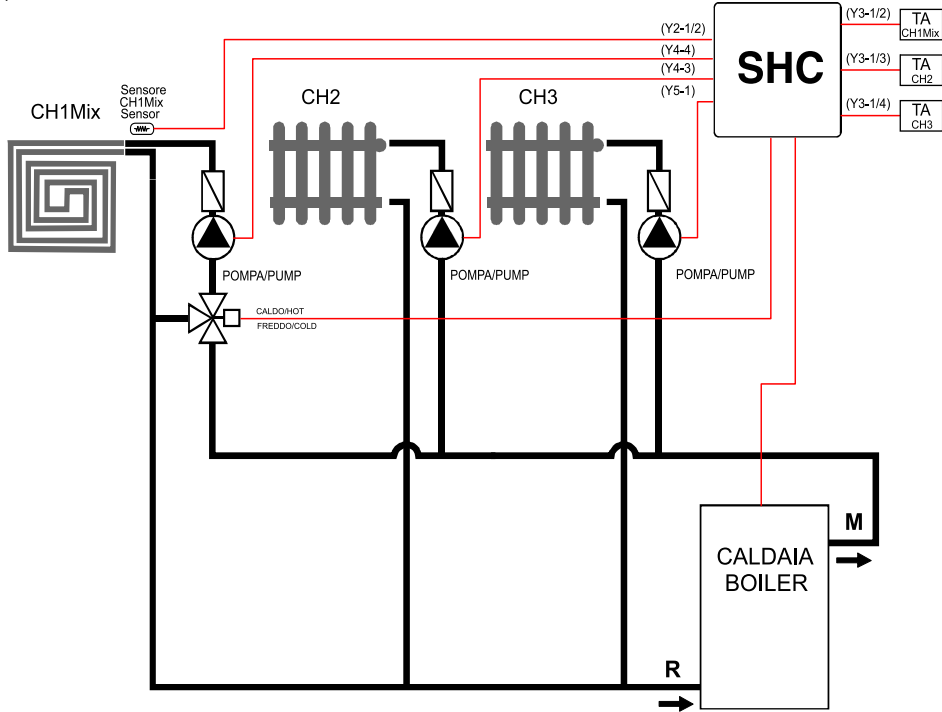 (Y2-1/2)
(Y4-4)
(Y4-3)
(Y5-1)
SHC
(Y3-1/2)
TA
CH1Mix
(Y3-1/3)
TA
CH2
(Y3-1/4)
TA
CH3
CH1Mix
Sensore
CH1Mix
Sensor
CH2
CH3
POMPA/PUMP
POMPA/PUMP
POMPA/PUMP
CALDO/HOT
FREDDO/COLD
M
CALDAIA
BOILER
R